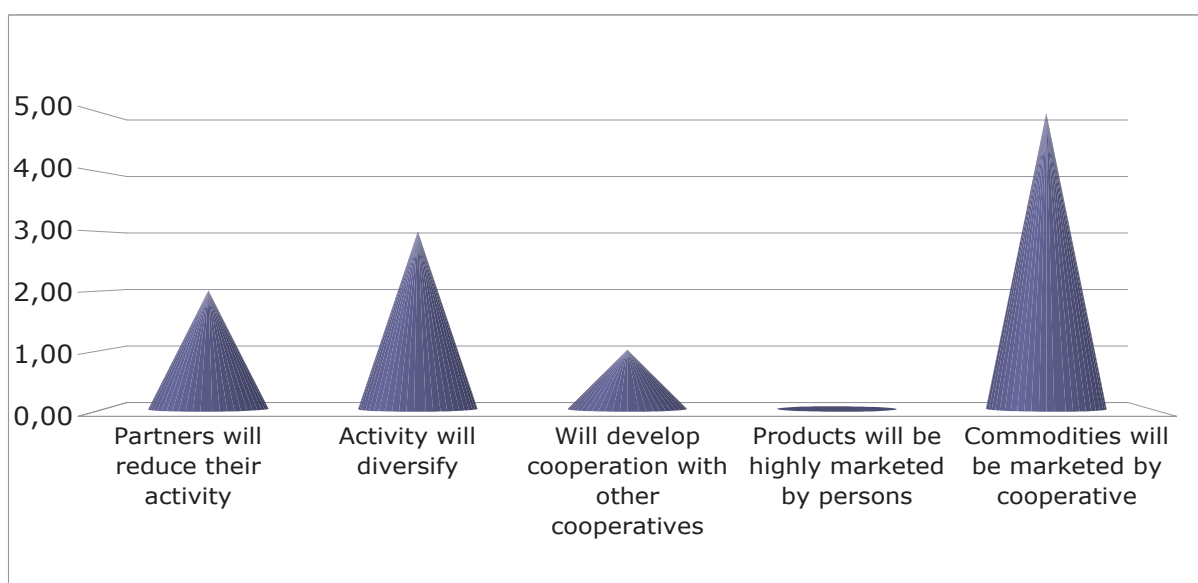 5,00
4,00
3,00
2,00
1,00
0,00
Partners will
reduce their
activity
Activity will
diversify
Will develop
cooperation with
other
cooperatives
Products will be
highly marketed
by persons
Commodities will
be marketed by
cooperative